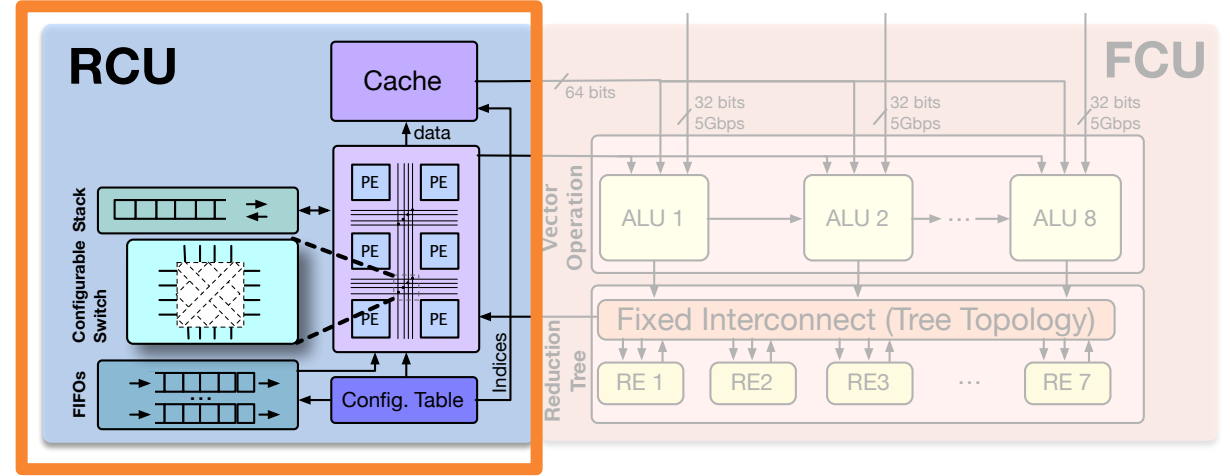 RCU
Cache
data
PE
PE
PE
PE
PE
PE
Stack
Configurable
Switch
FIFOs
...
Config. Table
Indices
FCU
64 bits
32 bits
5Gbps
32 bits
5Gbps
32 bits
5Gbps
Vector
Operation
ALU 1
ALU 2
...
ALU 8
Reduction
Tree
Fixed Interconnect (Tree Topology)
RE 1
RE2
RE3
...
RE 7